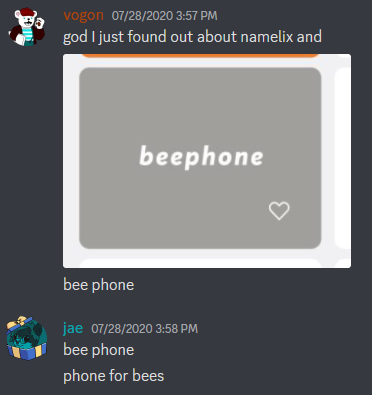 vogon 07/28/2020 3:57 PM
god I just found out about namelix and
beephone
bee phone
jae 07/28/2020 3:58 PM
bee phone
phone for bees